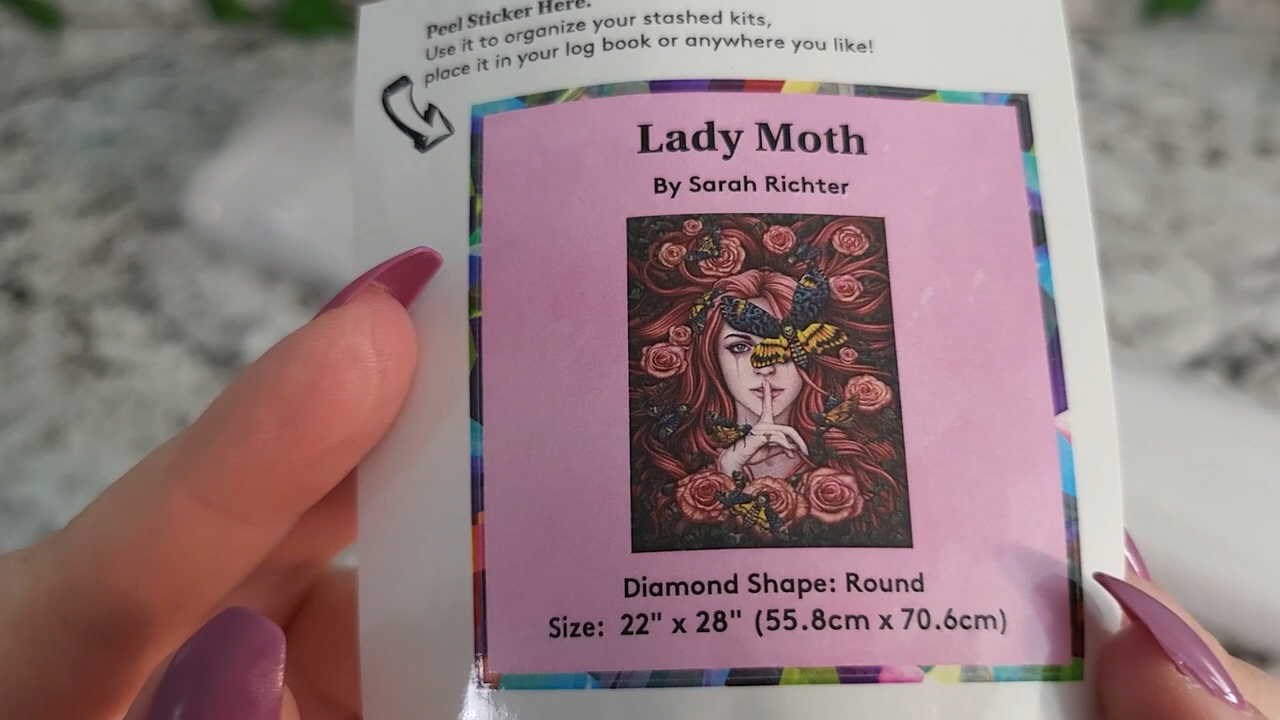 Peel Sticker Here.
Use it to organize your stashed kits,
place it in your log book or anywhere you like!
Lady Moth
By Sarah Richter
Diamond Shape: Round
Size: 22" x 28" (55.8cm x 70.6cm)